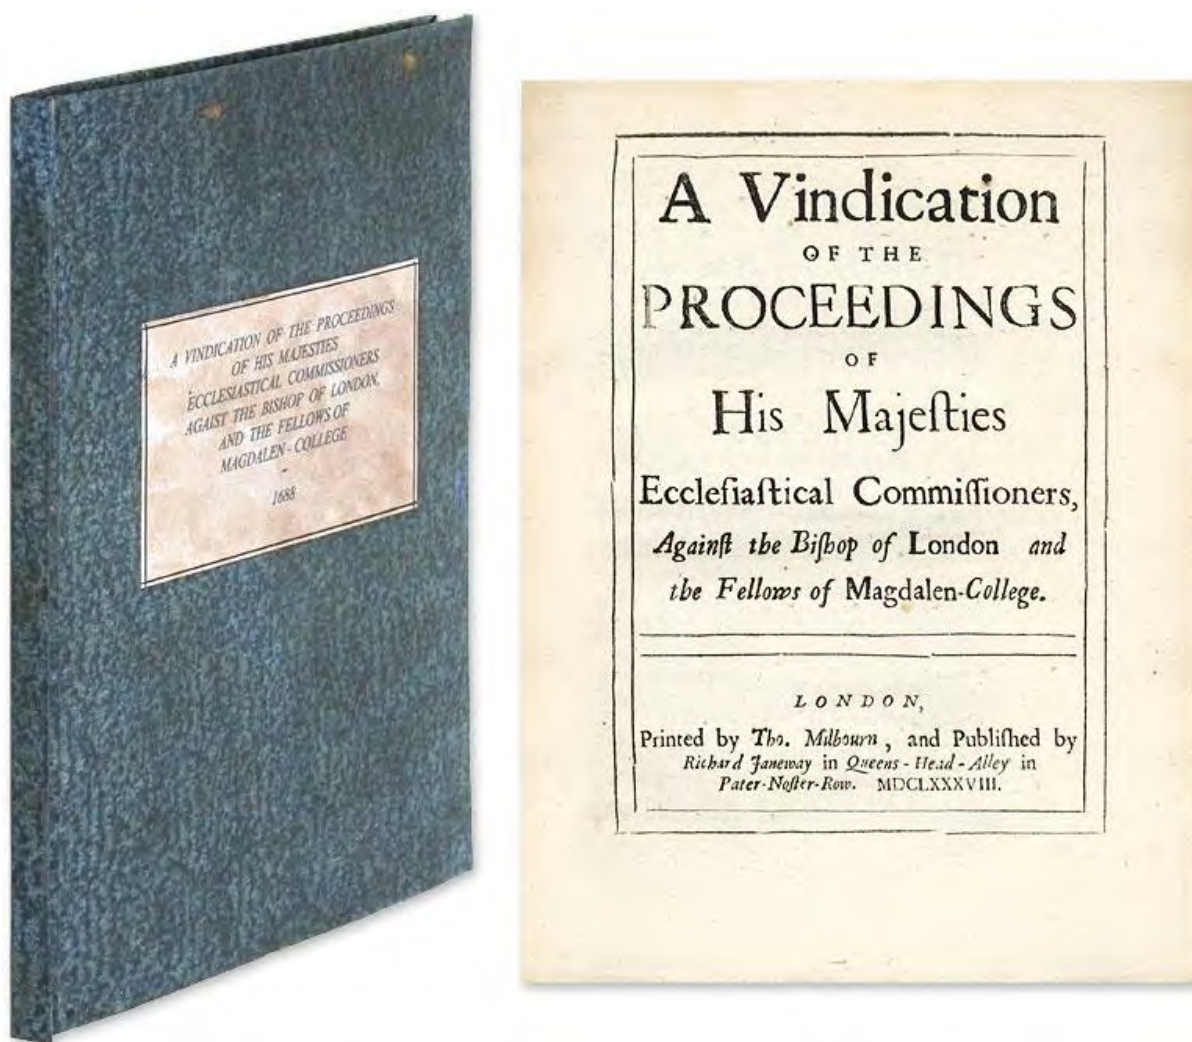 A VINDICATION OF THE PROCEEDINGS
OF HIS MAJESTIES
ECCLESIASTICAL COMMISSIONERS
AGAIST THE BISHOP OF LONDON,
AND THE FELLOWS OF
MAGDALEN-COLLEGE
-
1688
A Vindication
OF THE
PROCEEDINGS
OF
His Majeſties
Eccleſiaſtical Commiſſioners,
Againſt the Biſhop of London and
the Fellows of Magdalen-College.
LONDON,
Printed by Tho. Milbourn, and Publiſhed by
Richard Janeway in Queens-Head-Alley in
Pater-Noſter-Row. MDCLXXXVIII.